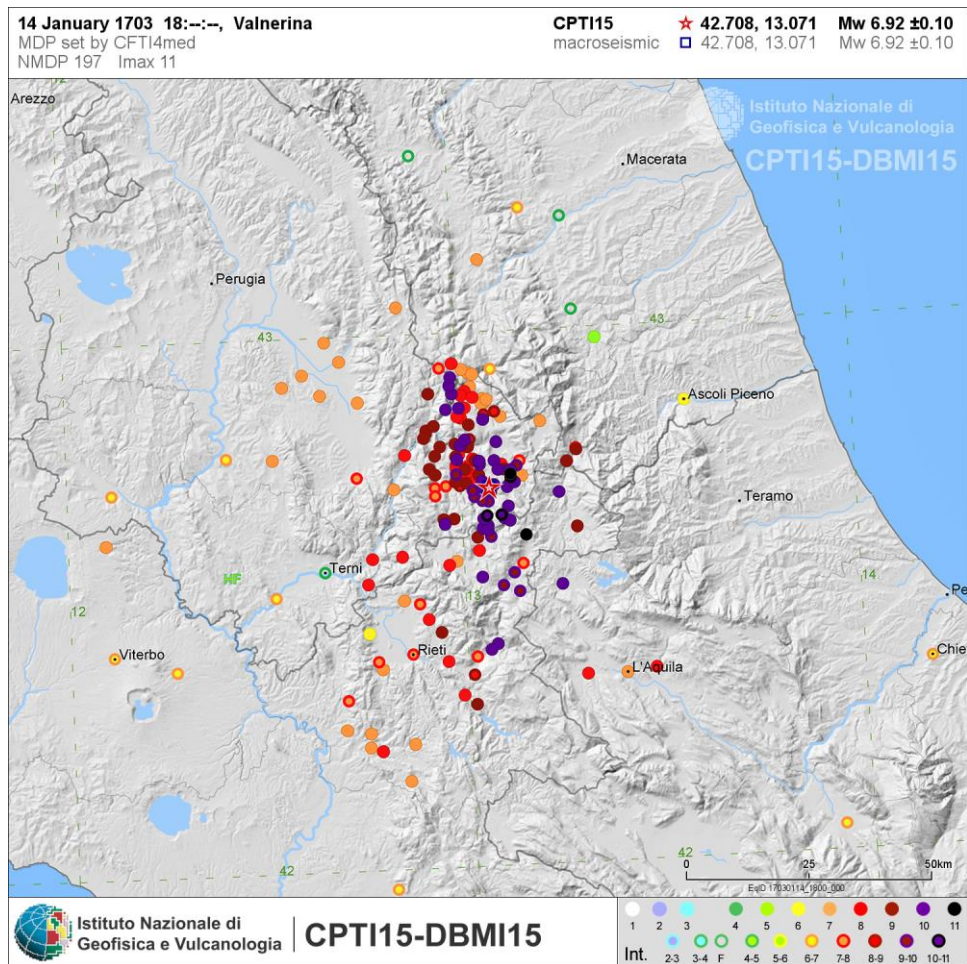 14 January 1703 18:--:--, Valnerina
MDP set by CFTI4med
NMDP 197 Imax 11
CPTI15 42.708, 13.071 Mw 6.92 ±0.10
macroseismic 42.708, 13.071 Mw 6.92 ±0.10
12
Arezzo
Istituto Nazionale di
Geofisica e Vulcanologia
CPTI15-DBMI15
Macerata
Perugia
43
43
Ascoli Piceno
Teramo
Terni
NF
12
13
14
Pe
Viterbo
Rieti
L'Aquila
Chie
42
42
0 25 50km
EqID 17030114_1800_000
Istituto Nazionale di
Geofisica e Vulcanologia
CPTI15-DBMI15
1 2 3 4 5 6 7 8 9 10 11
Int. 2-3 3-4 F 4-5 5-6 6-7 7-8 8-9 9-10 10-11